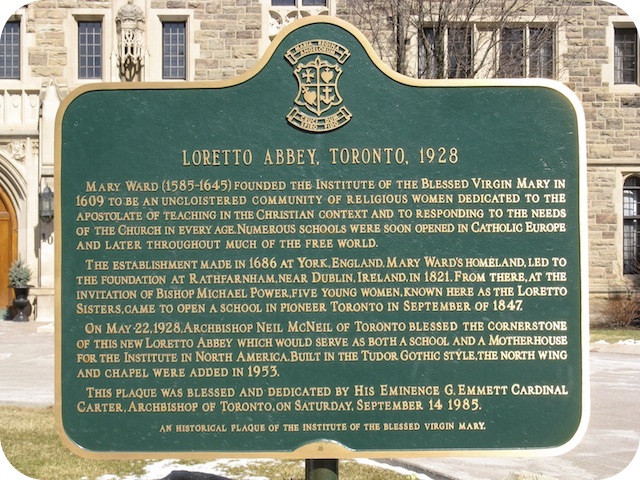 MARIA REGINA
ANGELORUM
CRUCI DUM
SPIRO FIDO
LORETTO ABBEY, TORONTO, 1928
MARY WARD (1585-1645) FOUNDED THE INSTITUTE OF THE BLESSED VIRGIN MARY IN
1609 TO BE AN UNCLOISTERED COMMUNITY OF RELIGIOUS WOMEN DEDICATED TO THE
APOSTOLATE OF TEACHING IN THE CHRISTIAN CONTEXT AND TO RESPONDING TO THE NEEDS
OF THE CHURCH IN EVERY AGE. NUMEROUS SCHOOLS WERE SOON OPENED IN CATHOLIC EUROPE
AND LATER THROUGHOUT MUCH OF THE FREE WORLD.
THE ESTABLISHMENT MADE IN 1686 AT YORK, ENGLAND, MARY WARD'S HOMELAND, LED TO
THE FOUNDATION AT RATHFARNHAM, NEAR DUBLIN, IRELAND, IN 1821. FROM THERE, AT THE
INVITATION OF BISHOP MICHAEL POWER, FIVE YOUNG WOMEN, KNOWN HERE AS THE LORETTO
SISTERS, CAME TO OPEN A SCHOOL IN PIONEER TORONTO IN SEPTEMBER OF 1847.
ON MAY 22, 1928, ARCHBISHOP NEIL MCNEIL OF TORONTO BLESSED THE CORNERSTONE
OF THIS NEW LORETTO ABBEY WHICH WOULD SERVE AS BOTH A SCHOOL AND A MOTHERHOUSE
FOR THE INSTITUTE IN NORTH AMERICA. BUILT IN THE TUDOR GOTHIC STYLE, THE NORTH WING
AND CHAPEL WERE ADDED IN 1953.
THIS PLAQUE WAS BLESSED AND DEDICATED BY HIS EMINENCE G. EMMETT CARDINAL
CARTER, ARCHBISHOP OF TORONTO, ON SATURDAY, SEPTEMBER 14 1985.
AN HISTORICAL PLAQUE OF THE INSTITUTE OF THE BLESSED VIRGIN MARY.